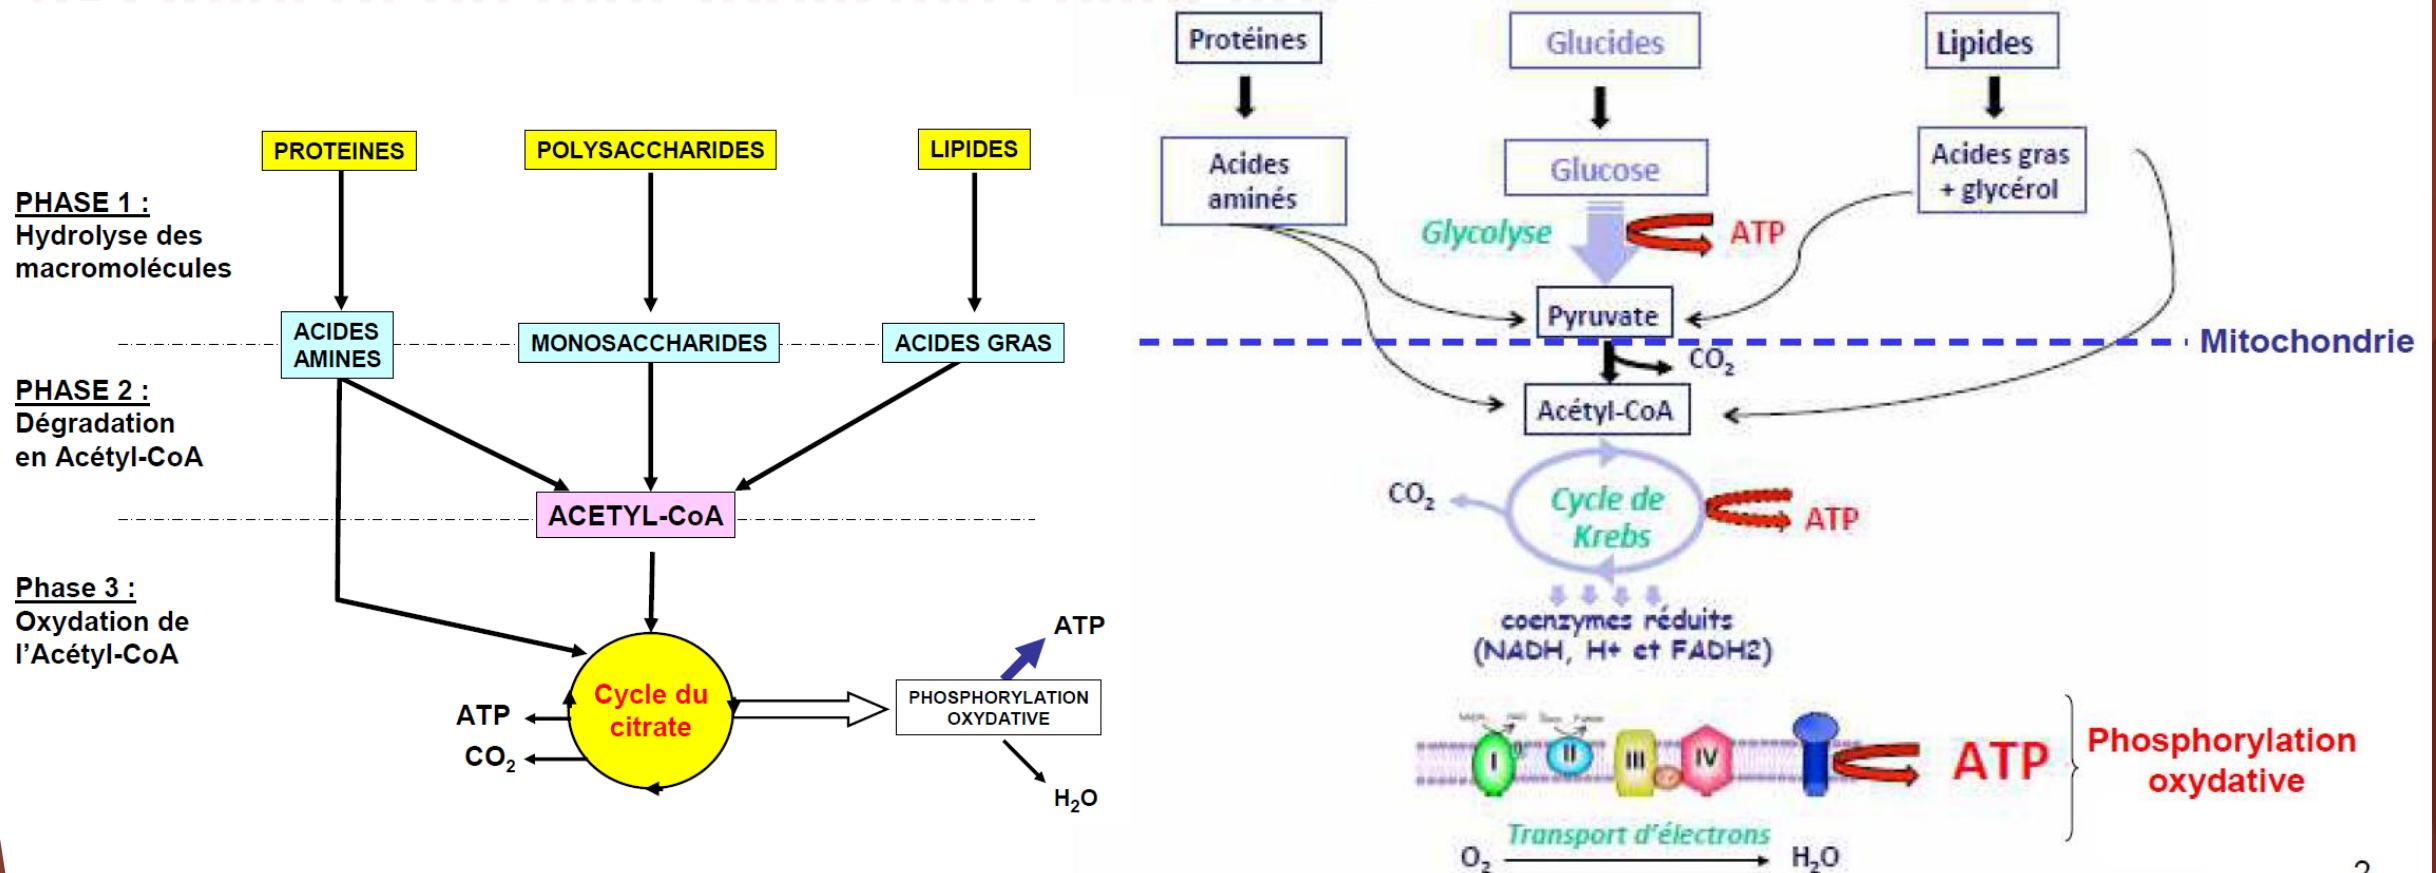 PROTEINES
POLYSACCHARIDES
LIPIDES
PHASE 1 :
Hydrolyse des
macromolécules
ACIDES
AMINES
MONOSACCHARIDES
ACIDES GRAS
PHASE 2 :
Dégradation
en Acétyl-CoA
ACETYL-CoA
Phase 3 :
Oxydation de
l'Acétyl-CoA
Cycle du
citrate
ATP
CO2
PHOSPHORYLATION
OXYDATIVE
ATP
H2O
Protéines
Glucides
Lipides
Acides
aminés
Glucose
Acides gras
+ glycérol
Glycolyse
ATP
Pyruvate
Mitochondrie
CO2
Acétyl-CoA
CO2
Cycle de
Krebs
ATP
coenzymes réduits
(NADH, H+ et FADH2)
I
II
III
IV
ATP
Phosphorylation
oxydative
Transport d'électrons
O2
H2O